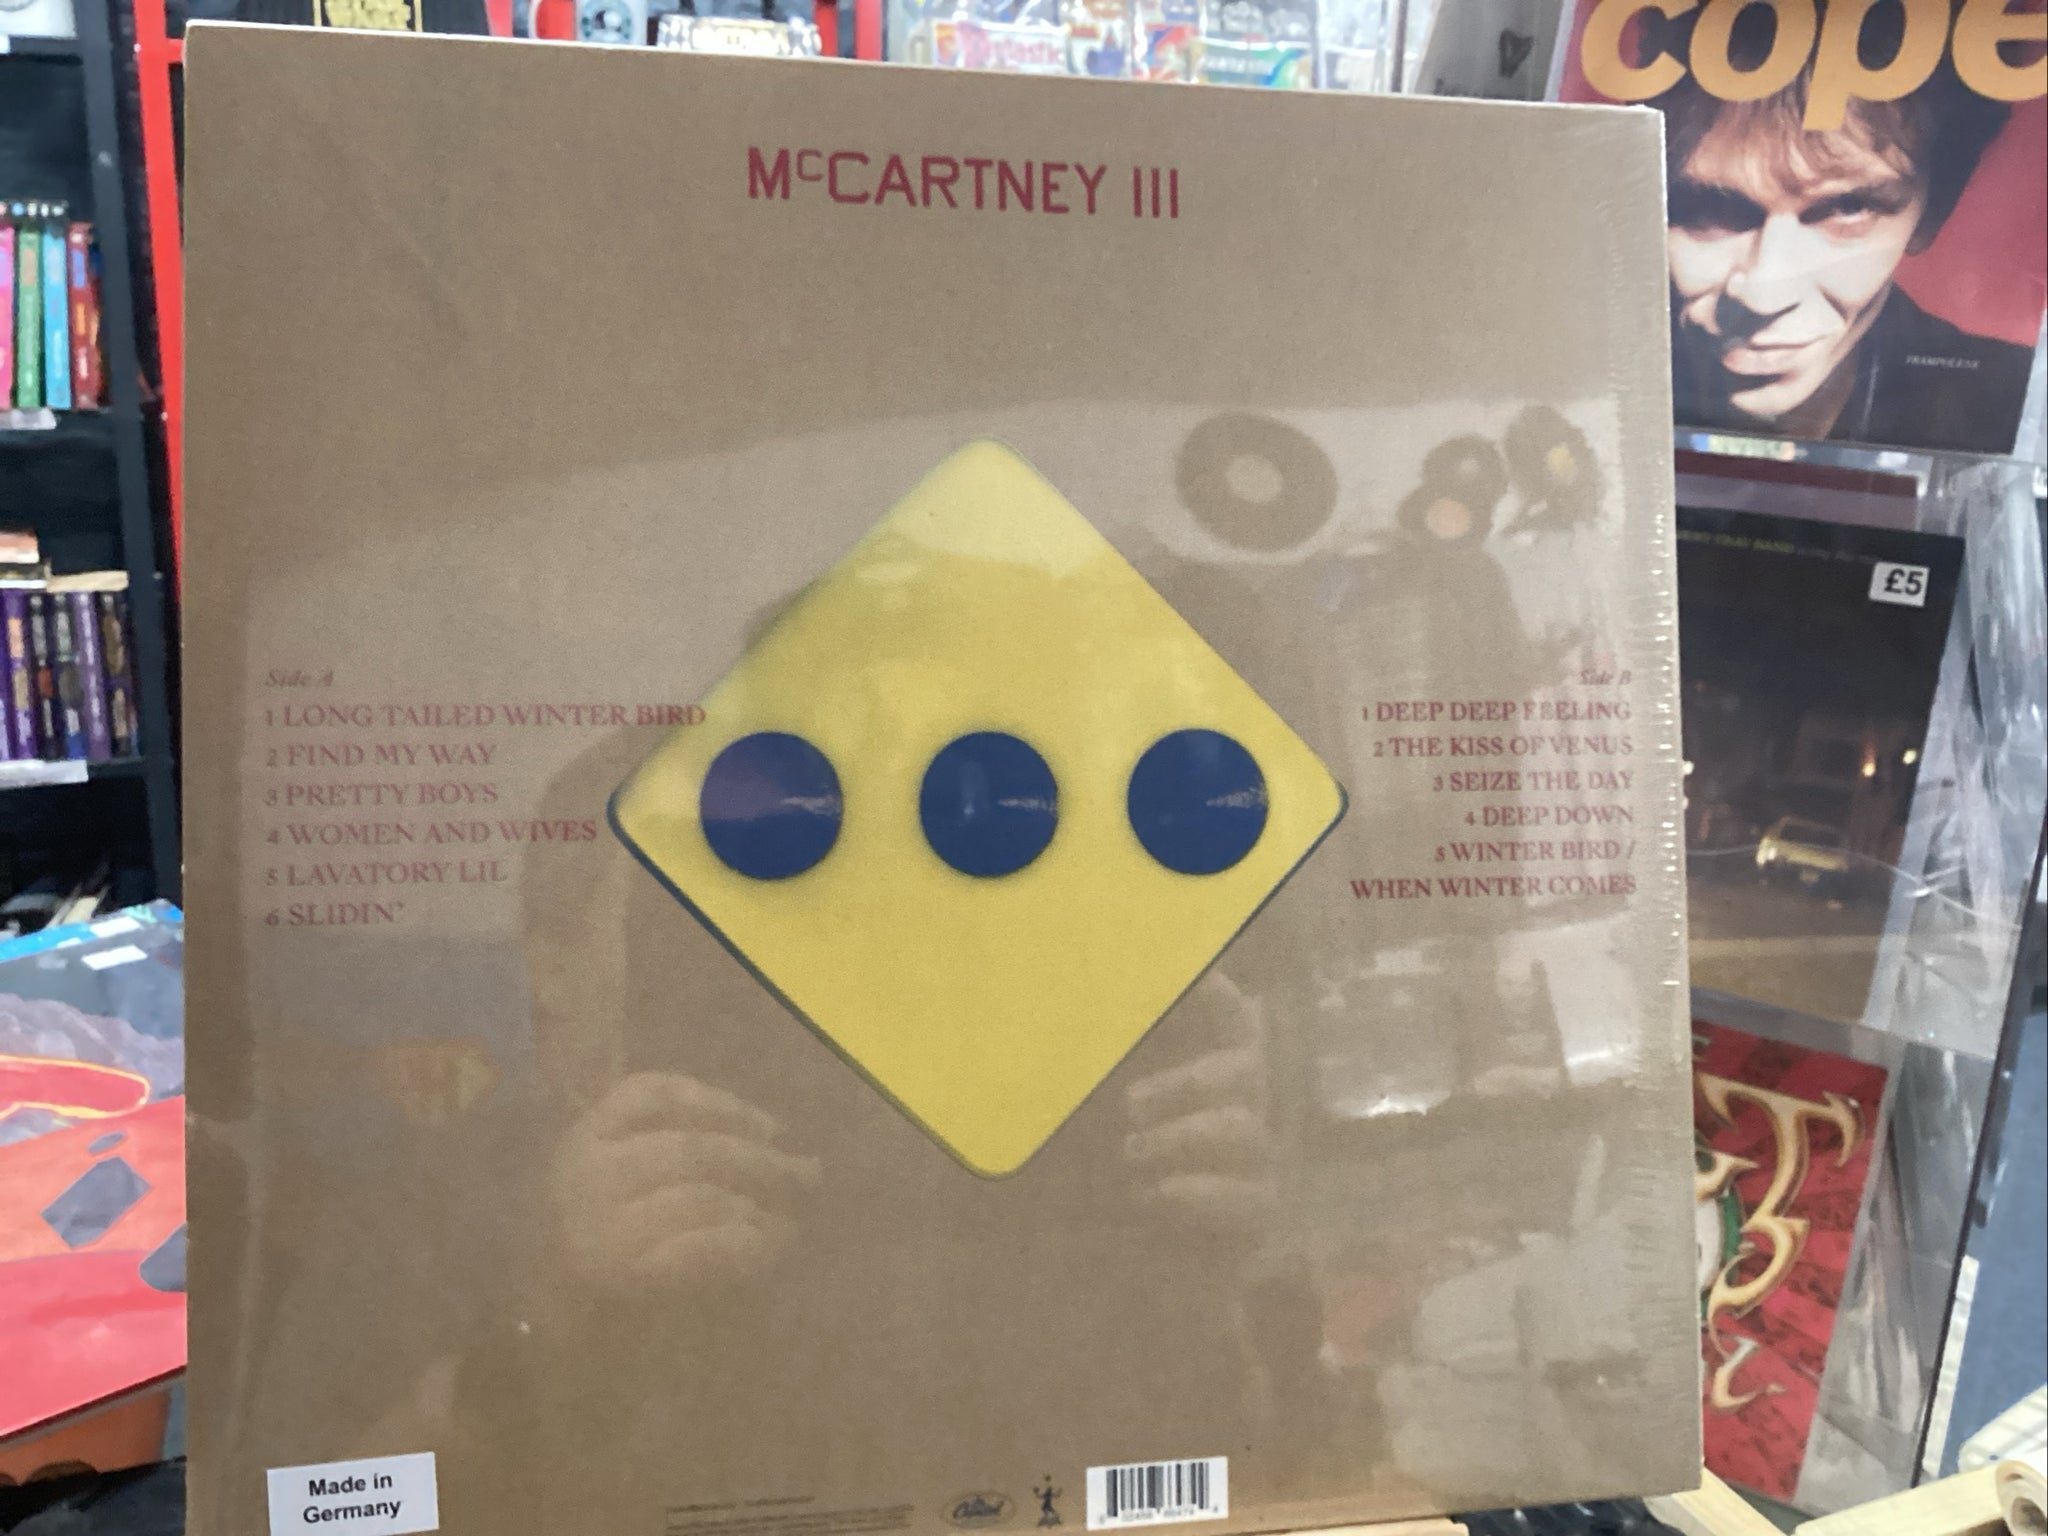 cope
McCARTNEY III
TRAMPOLENE
£5
Side A
1 LONG TAILED WINTER BIRD
2 FIND MY WAY
3 PRETTY BOYS
4 WOMEN AND WIVES
5 LAVATORY LIL
6 SLIDIN'
Side B
1 DEEP DEEP FEELING
2 THE KISS OF VENUS
3 SEIZE THE DAY
4 DEEP DOWN
5 WINTER BIRD /
WHEN WINTER COMES
Made in
Germany
Capitol